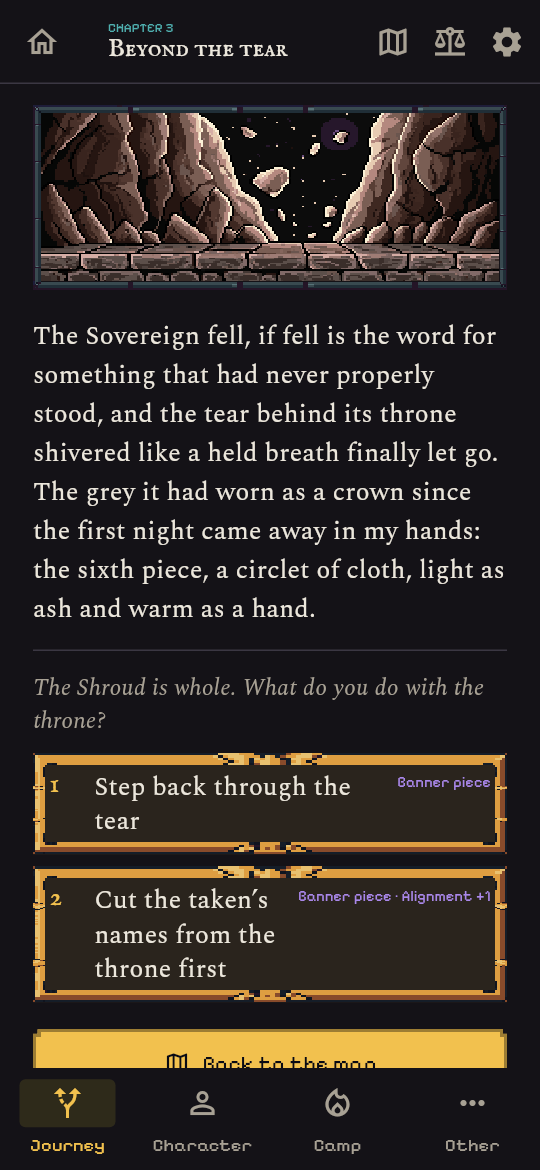 CHAPTER 3
Beyond the tear
The Sovereign fell, if fell is the word for
something that had never properly
stood, and the tear behind its throne
shivered like a held breath finally let go.
The grey it had worn as a crown since
the first night came away in my hands:
the sixth piece, a circlet of cloth, light as
ash and warm as a hand.
The Shroud is whole. What do you do with the
throne?
1 Step back through the Banner piece
tear
2 Cut the taken’s Banner piece · Alignment +1
names from the
throne first
Back to the map
Journey Character Camp Other